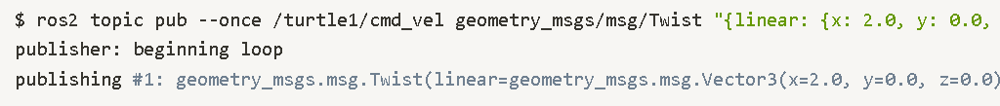 $ ros2 topic pub --once /turtle1/cmd_vel geometry_msgs/msg/Twist "{linear: {x: 2.0, y: 0.0,
publisher: beginning loop
publishing #1: geometry_msgs.msg.Twist(linear=geometry_msgs.msg.Vector3(x=2.0, y=0.0, z=0.0)